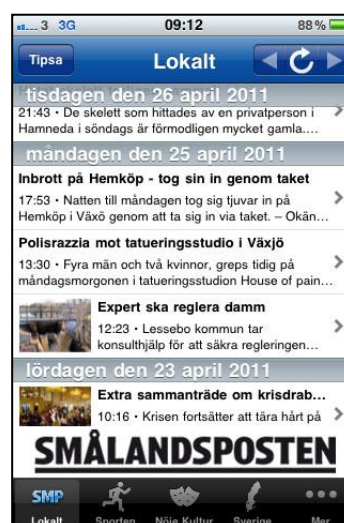 3 3G 09:12 88%
Tipsa Lokalt
tisdagen den 26 april 2011
21:43 • De skelett som hittades av en privatperson i
Hamneda i söndags är förmodligen mycket gamla....
måndagen den 25 april 2011
Inbrott på Hemköp - tog sin in genom taket
17:53 • Natten till måndagen tog sig tjuvar in på
Hemköp i Växö genom att ta sig in via taket. – Okän...
Polisrazzia mot tatueringsstudio i Växjö
13:30 • Fyra män och två kvinnor, greps tidig på
måndagsmorgonen i tatueringsstudion House of pain...
Expert ska reglera damm
12:23 • Lessebo kommun tar
konsulthjälp för att säkra regleringen...
lördagen den 23 april 2011
Extra sammanträde om krisdrab...
10:16 • Krisen fortsätter att tära hårt på
SMÅLANDSPOSTEN
SMP
Lokalt Sporten Nöje Kultur Sverige Mer